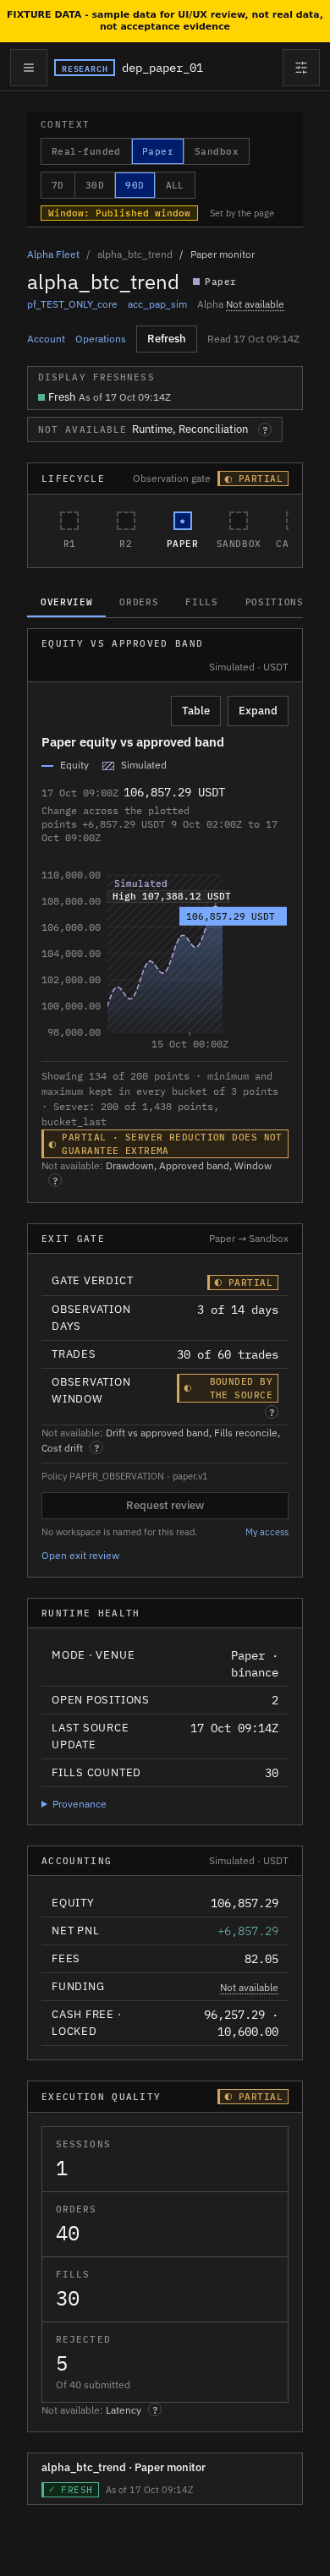 FIXTURE DATA - sample data for UI/UX review, not real data,
not acceptance evidence
RESEARCH dep_paper_01
CONTEXT
Real-funded Paper Sandbox
7D 30D 90D ALL
Window: Published window Set by the page
Alpha Fleet / alpha_btc_trend / Paper monitor
alpha_btc_trend Paper
pf_TEST_ONLY_core acc_pap_sim Alpha Not available
Account Operations Refresh Read 17 Oct 09:14Z
DISPLAY FRESHNESS
Fresh As of 17 Oct 09:14Z
NOT AVAILABLE Runtime, Reconciliation ?
LIFECYCLE Observation gate PARTIAL
R1 R2 PAPER SANDBOX CA
OVERVIEW ORDERS FILLS POSITIONS
EQUITY VS APPROVED BAND
Simulated · USDT
Table Expand
Paper equity vs approved band
Equity Simulated
17 Oct 09:00Z 106,857.29 USDT
Change across the plotted
points +6,857.29 USDT 9 Oct 02:00Z to 17
Oct 09:00Z
110,000.00
Simulated
108,000.00
High 107,388.12 USDT
106,857.29 USDT
106,000.00
104,000.00
102,000.00
100,000.00
98,000.00
15 Oct 00:00Z
Showing 134 of 200 points · minimum and
maximum kept in every bucket of 3 points
· Server: 200 of 1,438 points,
bucket_last
PARTIAL · SERVER REDUCTION DOES NOT
GUARANTEE EXTREMA
Not available: Drawdown, Approved band, Window
?
EXIT GATE Paper → Sandbox
GATE VERDICT PARTIAL
OBSERVATION
DAYS 3 of 14 days
TRADES 30 of 60 trades
OBSERVATION
WINDOW BOUNDED BY
THE SOURCE
?
Not available: Drift vs approved band, Fills reconcile,
Cost drift ?
Policy PAPER_OBSERVATION · paper.v1
Request review
No workspace is named for this read. My access
Open exit review
RUNTIME HEALTH
MODE · VENUE Paper ·
binance
OPEN POSITIONS 2
LAST SOURCE
UPDATE 17 Oct 09:14Z
FILLS COUNTED 30
Provenance
ACCOUNTING Simulated · USDT
EQUITY 106,857.29
NET PNL +6,857.29
FEES 82.05
FUNDING Not available
CASH FREE ·
LOCKED 96,257.29 ·
10,600.00
EXECUTION QUALITY PARTIAL
SESSIONS
1
ORDERS
40
FILLS
30
REJECTED
5
Of 40 submitted
Not available: Latency ?
alpha_btc_trend · Paper monitor
✓ FRESH As of 17 Oct 09:14Z